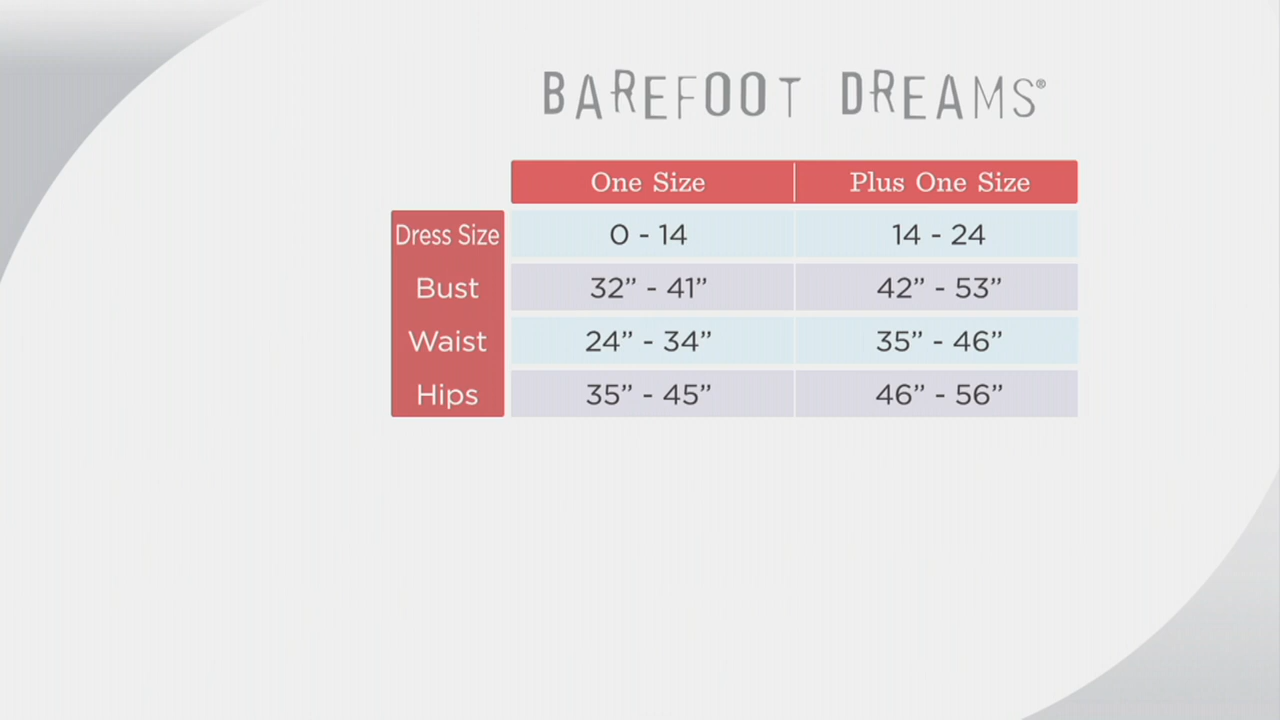 BAREFOOT DREAMS®
One Size Plus One Size
Dress Size 0 - 14 14 - 24
Bust 32” - 41” 42” - 53”
Waist 24” - 34” 35” - 46”
Hips 35” - 45” 46” - 56”